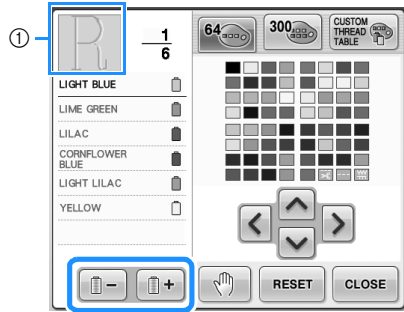 ①
R
1
6
64
300
CUSTOM
THREAD
TABLE
LIGHT BLUE
LIME GREEN
LILAC
CORNFLOWER
BLUE
LIGHT LILAC
YELLOW
−
+
RESET
CLOSE